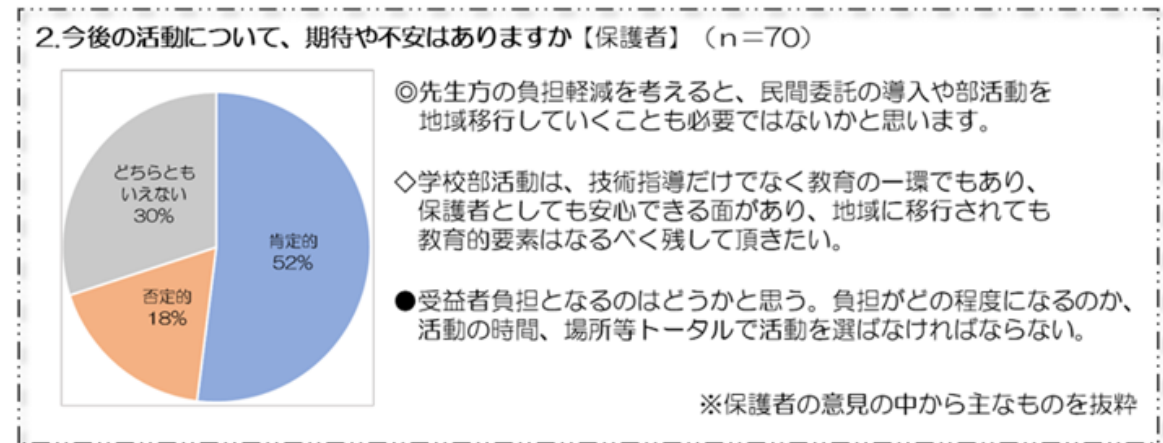 2.今後の活動について、期待や不安はありますか【保護者】（n＝70）
どちらとも
いえない
30%
肯定的
52%
否定的
18%
◎先生方の負担軽減を考えると、民間委託の導入や部活動を
地域移行していくことも必要ではないかと思います。
◇学校部活動は、技術指導だけでなく教育の一環でもあり、
保護者としても安心できる面があり、地域に移行されても
教育的要素はなるべく残して頂きたい。
●受益者負担となるのはどうかと思う。負担がどの程度になるのか、
活動の時間、場所等トータルで活動を選ばなければならない。
※保護者の意見の中から主なものを抜粋